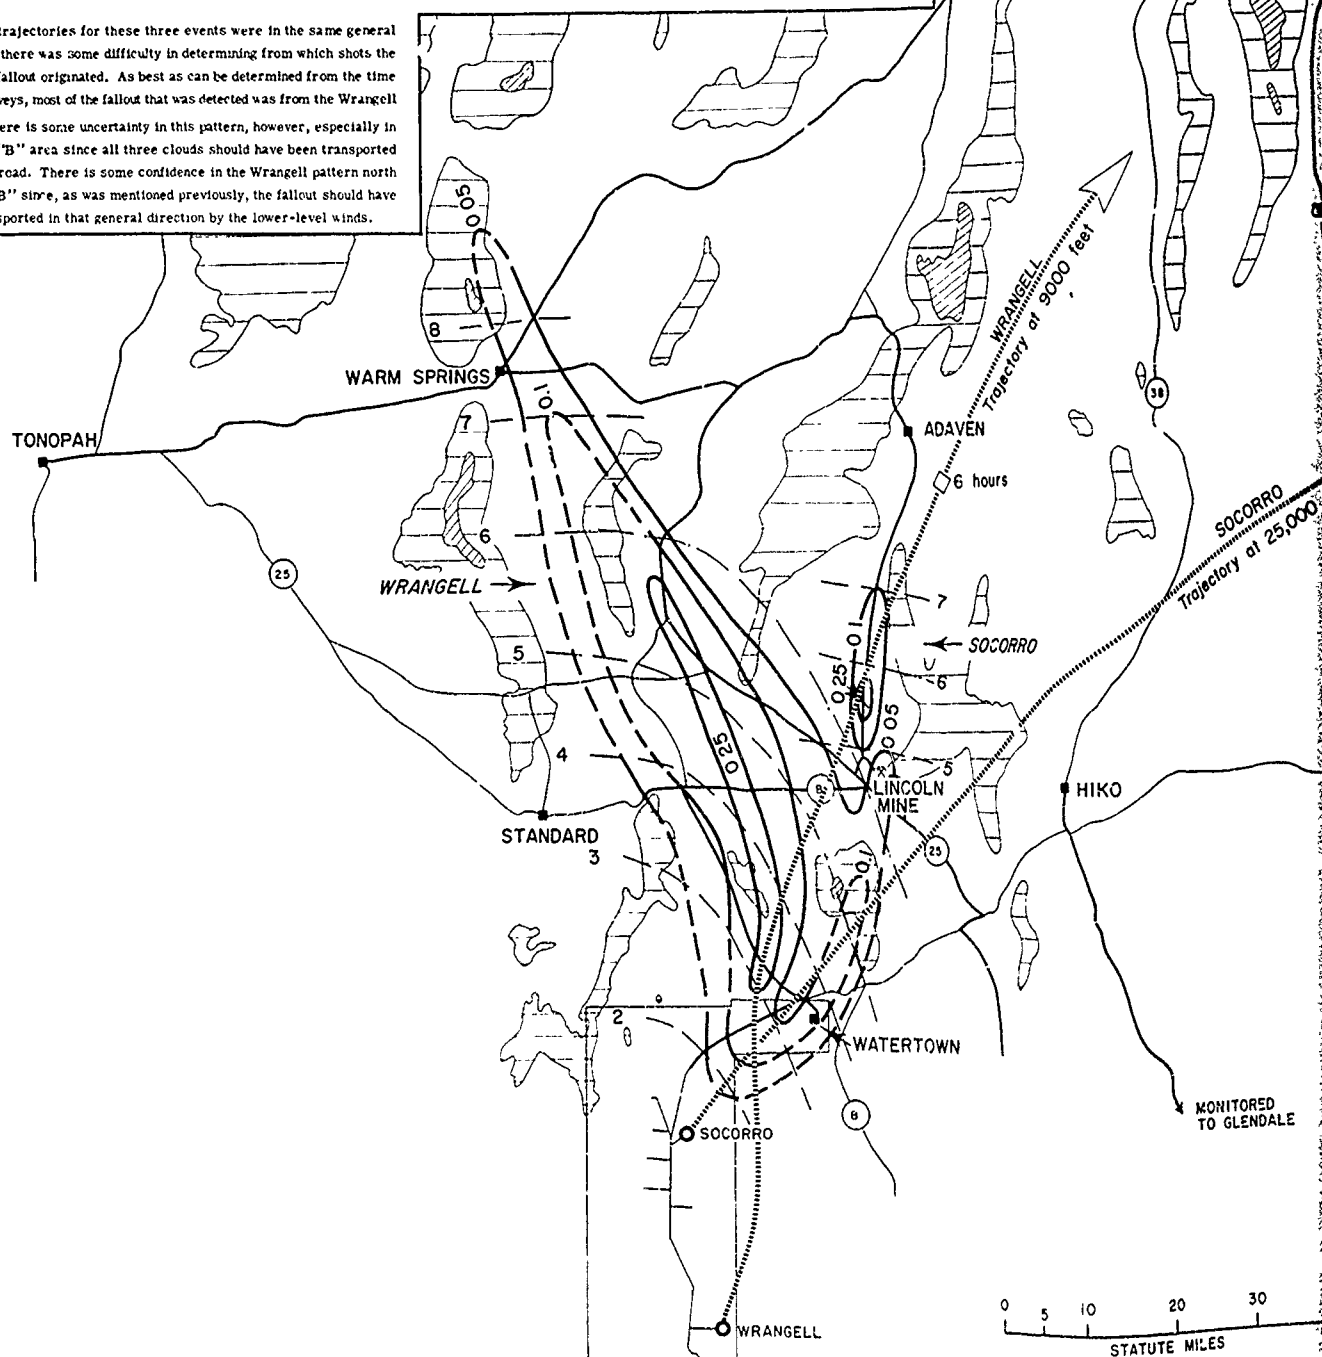 trajectories for these three events were in the same general
there was some difficulty in determining from which shots the
fallout originated. As best as can be determined from the time
veys, most of the fallout that was detected was from the Wrangell
ere is some uncertainty in this pattern, however, especially in
"B" area since all three clouds should have been transported
road. There is some confidence in the Wrangell pattern north
B" since, as was mentioned previously, the fallout should have
sported in that general direction by the lower-level winds.
0.05
8
WARM SPRINGS
0.1
7
TONOPAH
6
25
WRANGELL
5
0.25
4
STANDARD
3
2
WRANGELL
Trajectory at 9000 feet
38
ADAVEN
6 hours
SOCORRO
Trajectory at 25,000
7
0.1
SOCORRO
6
0.25
0.05
5
8
LINCOLN
MINE
HIKO
25
0.1
WATERTOWN
8
MONITORED
TO GLENDALE
SOCORRO
WRANGELL
0 5 10 20 30
STATUTE MILES